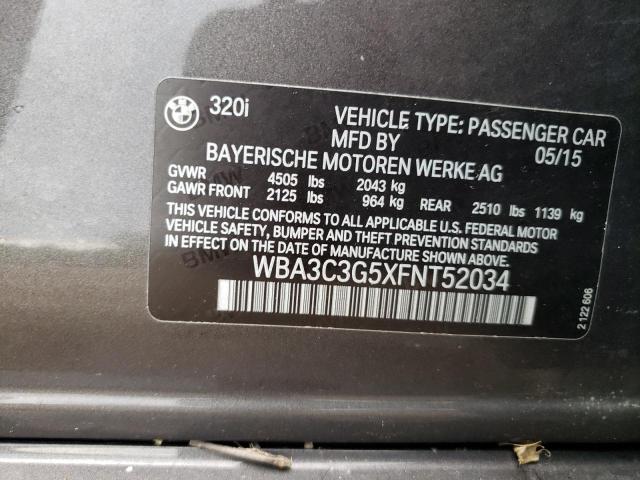 BMW 320i VEHICLE TYPE: PASSENGER CAR
MFD BY 05/15
BAYERISCHE MOTOREN WERKE AG
GVWR 4505 lbs 2043 kg
GAWR FRONT 2125 lbs 964 kg REAR 2510 lbs 1139 kg
THIS VEHICLE CONFORMS TO ALL APPLICABLE U.S. FEDERAL MOTOR
VEHICLE SAFETY, BUMPER AND THEFT PREVENTION STANDARDS
IN EFFECT ON THE DATE OF MANUFACTURE SHOWN ABOVE.
WBA3C3G5XFNT52034
2 122 606